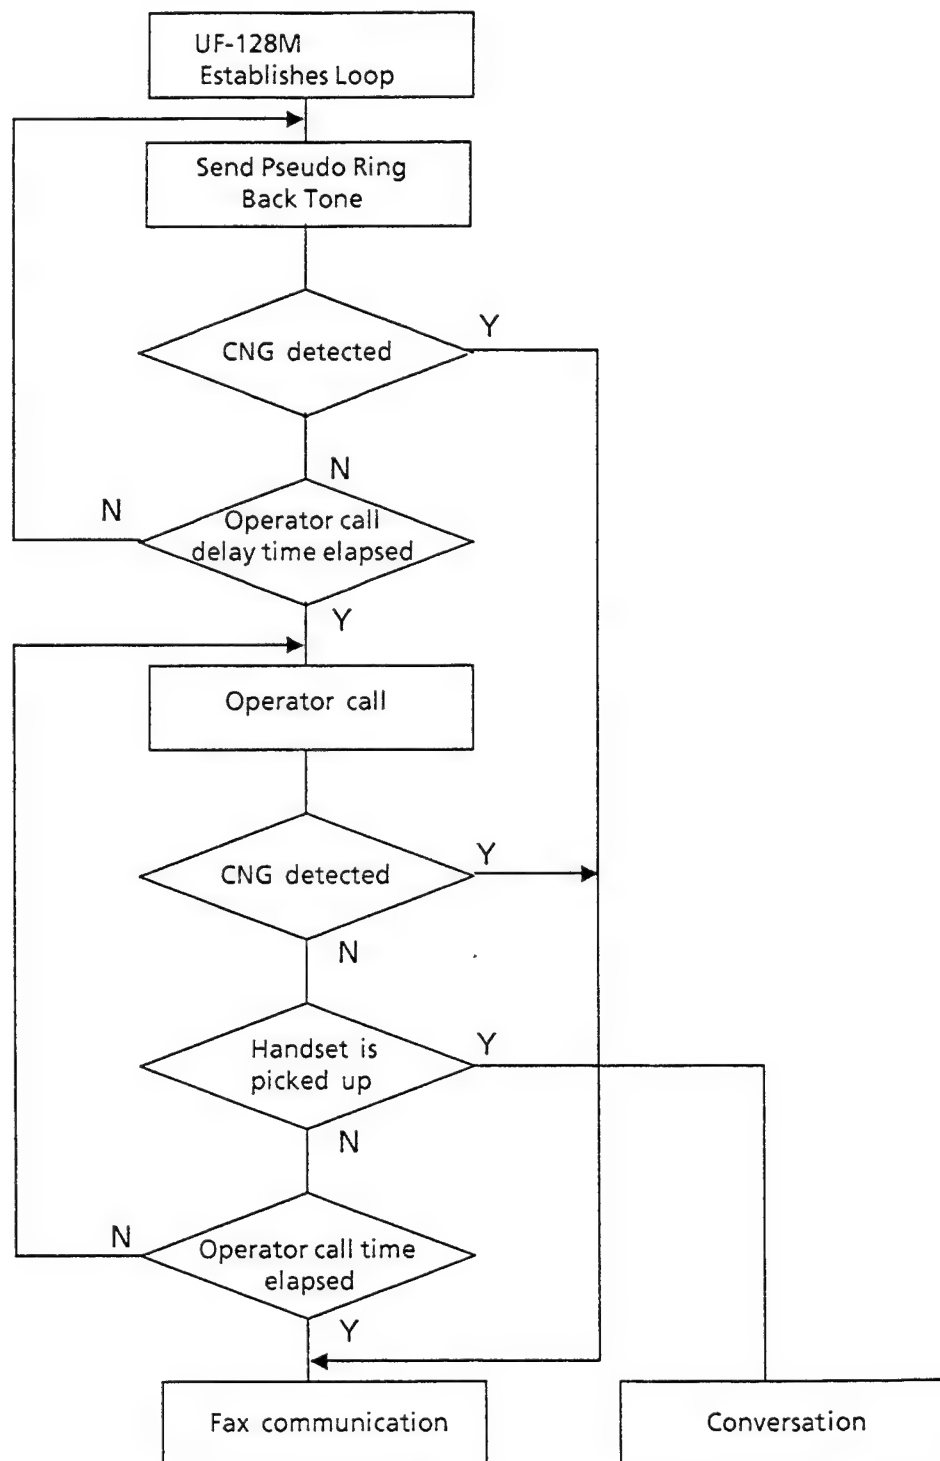 UF-128M
Establishes Loop
Send Pseudo Ring
Back Tone
Y
CNG detected
N
N
Operator call
delay time elapsed
Y
Operator call
Y
CNG detected
N
Y
Handset is
picked up
N
N
Operator call time
elapsed
Y
Fax communication
Conversation